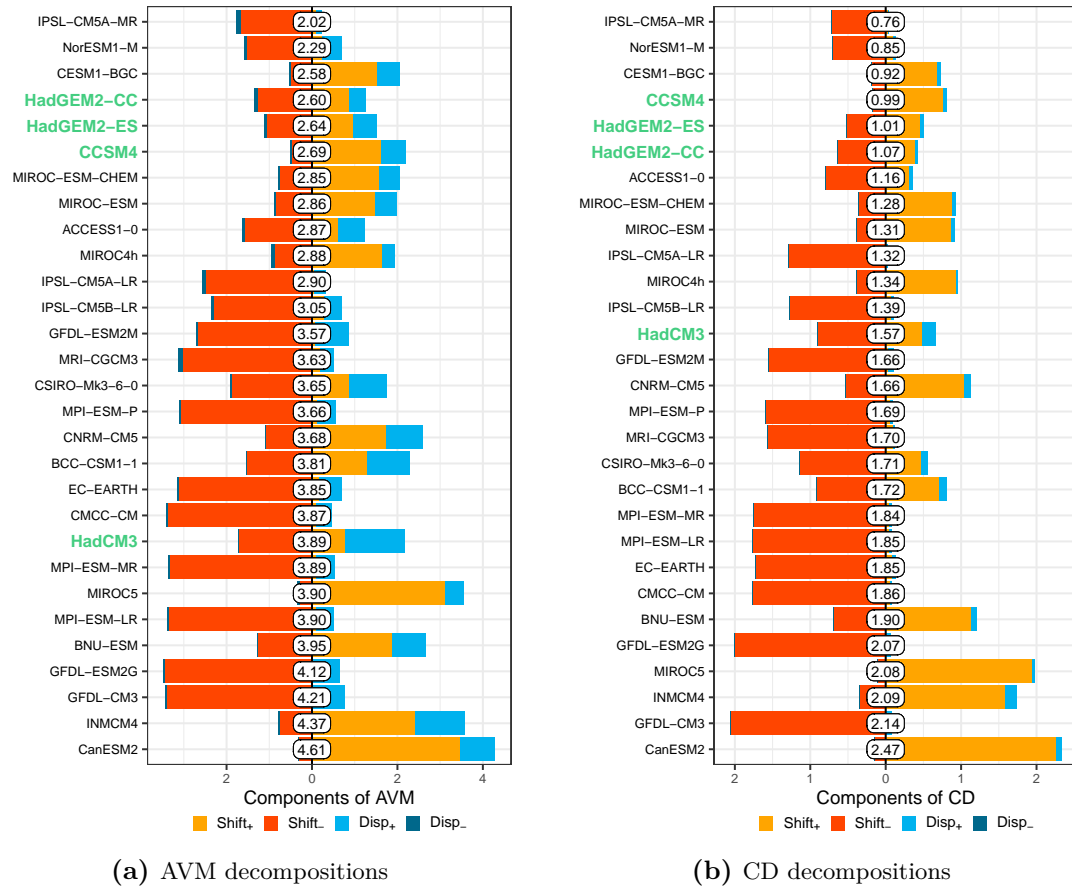 IPSL−CM5A−MR 2.02
NorESM1−M 2.29
CESM1−BGC 2.58
HadGEM2−CC 2.60
HadGEM2−ES 2.64
CCSM4 2.69
MIROC−ESM−CHEM 2.85
MIROC−ESM 2.86
ACCESS1−0 2.87
MIROC4h 2.88
IPSL−CM5A−LR 2.90
IPSL−CM5B−LR 3.05
GFDL−ESM2M 3.57
MRI−CGCM3 3.63
CSIRO−Mk3−6−0 3.65
MPI−ESM−P 3.66
CNRM−CM5 3.68
BCC−CSM1−1 3.81
EC−EARTH 3.85
CMCC−CM 3.87
HadCM3 3.89
MPI−ESM−MR 3.89
MIROC5 3.90
MPI−ESM−LR 3.90
BNU−ESM 3.95
GFDL−ESM2G 4.12
GFDL−CM3 4.21
INMCM4 4.37
CanESM2 4.61
2 0 2 4
Components of AVM
Shift₊ Shift₋ Disp₊ Disp₋
(a) AVM decompositions
IPSL−CM5A−MR 0.76
NorESM1−M 0.85
CESM1−BGC 0.92
CCSM4 0.99
HadGEM2−ES 1.01
HadGEM2−CC 1.07
ACCESS1−0 1.16
MIROC−ESM−CHEM 1.28
MIROC−ESM 1.31
IPSL−CM5A−LR 1.32
MIROC4h 1.34
IPSL−CM5B−LR 1.39
HadCM3 1.57
GFDL−ESM2M 1.66
CNRM−CM5 1.66
MPI−ESM−P 1.69
MRI−CGCM3 1.70
CSIRO−Mk3−6−0 1.71
BCC−CSM1−1 1.72
MPI−ESM−MR 1.84
MPI−ESM−LR 1.85
EC−EARTH 1.85
CMCC−CM 1.86
BNU−ESM 1.90
GFDL−ESM2G 2.07
MIROC5 2.08
INMCM4 2.09
GFDL−CM3 2.14
CanESM2 2.47
2 1 0 1 2
Components of CD
Shift₊ Shift₋ Disp₊ Disp₋
(b) CD decompositions